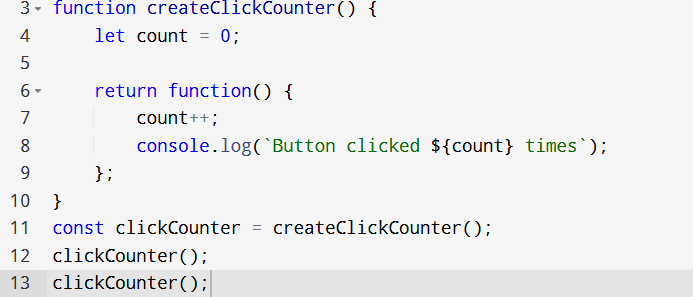 3 function createClickCounter() {
4     let count = 0;
5
6     return function() {
7         count++;
8         console.log(`Button clicked ${count} times`);
9     };
10 }
11 const clickCounter = createClickCounter();
12 clickCounter();
13 clickCounter();